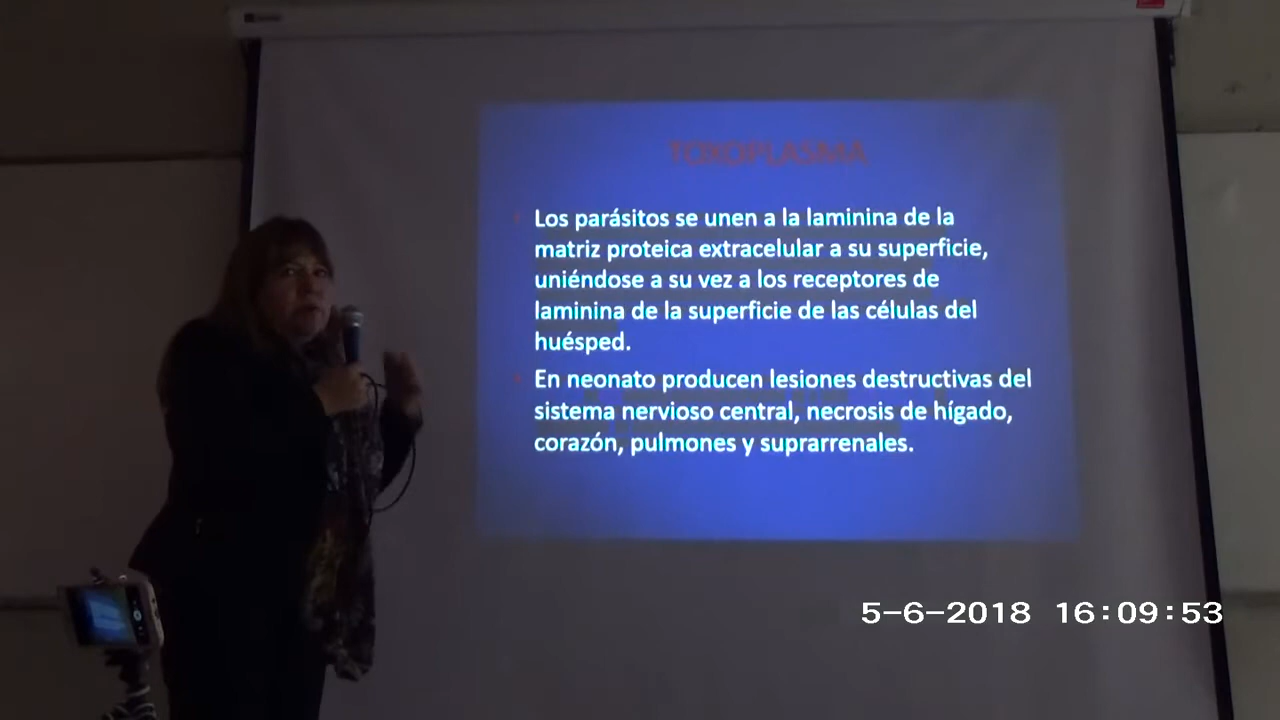 TOXOPLASMA
Los parásitos se unen a la laminina de la
matriz proteica extracelular a su superficie,
uniéndose a su vez a los receptores de
laminina de la superficie de las células del
huésped.
En neonato producen lesiones destructivas del
sistema nervioso central, necrosis de hígado,
corazón, pulmones y suprarrenales.
5-6-2018 16:09:53